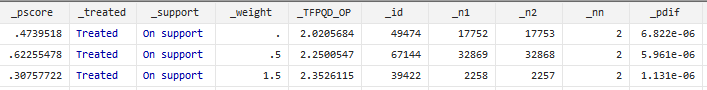 _pscore _treated _support _weight _TFPQD_OP _id _n1 _n2 _nn _pdif
.4739518 Treated On support . 2.0205684 49474 17752 17753 2 6.822e-06
.62255478 Treated On support .5 2.2500547 67144 32869 32868 2 5.961e-06
.30757722 Treated On support 1.5 2.3526115 39422 2258 2257 2 1.131e-06